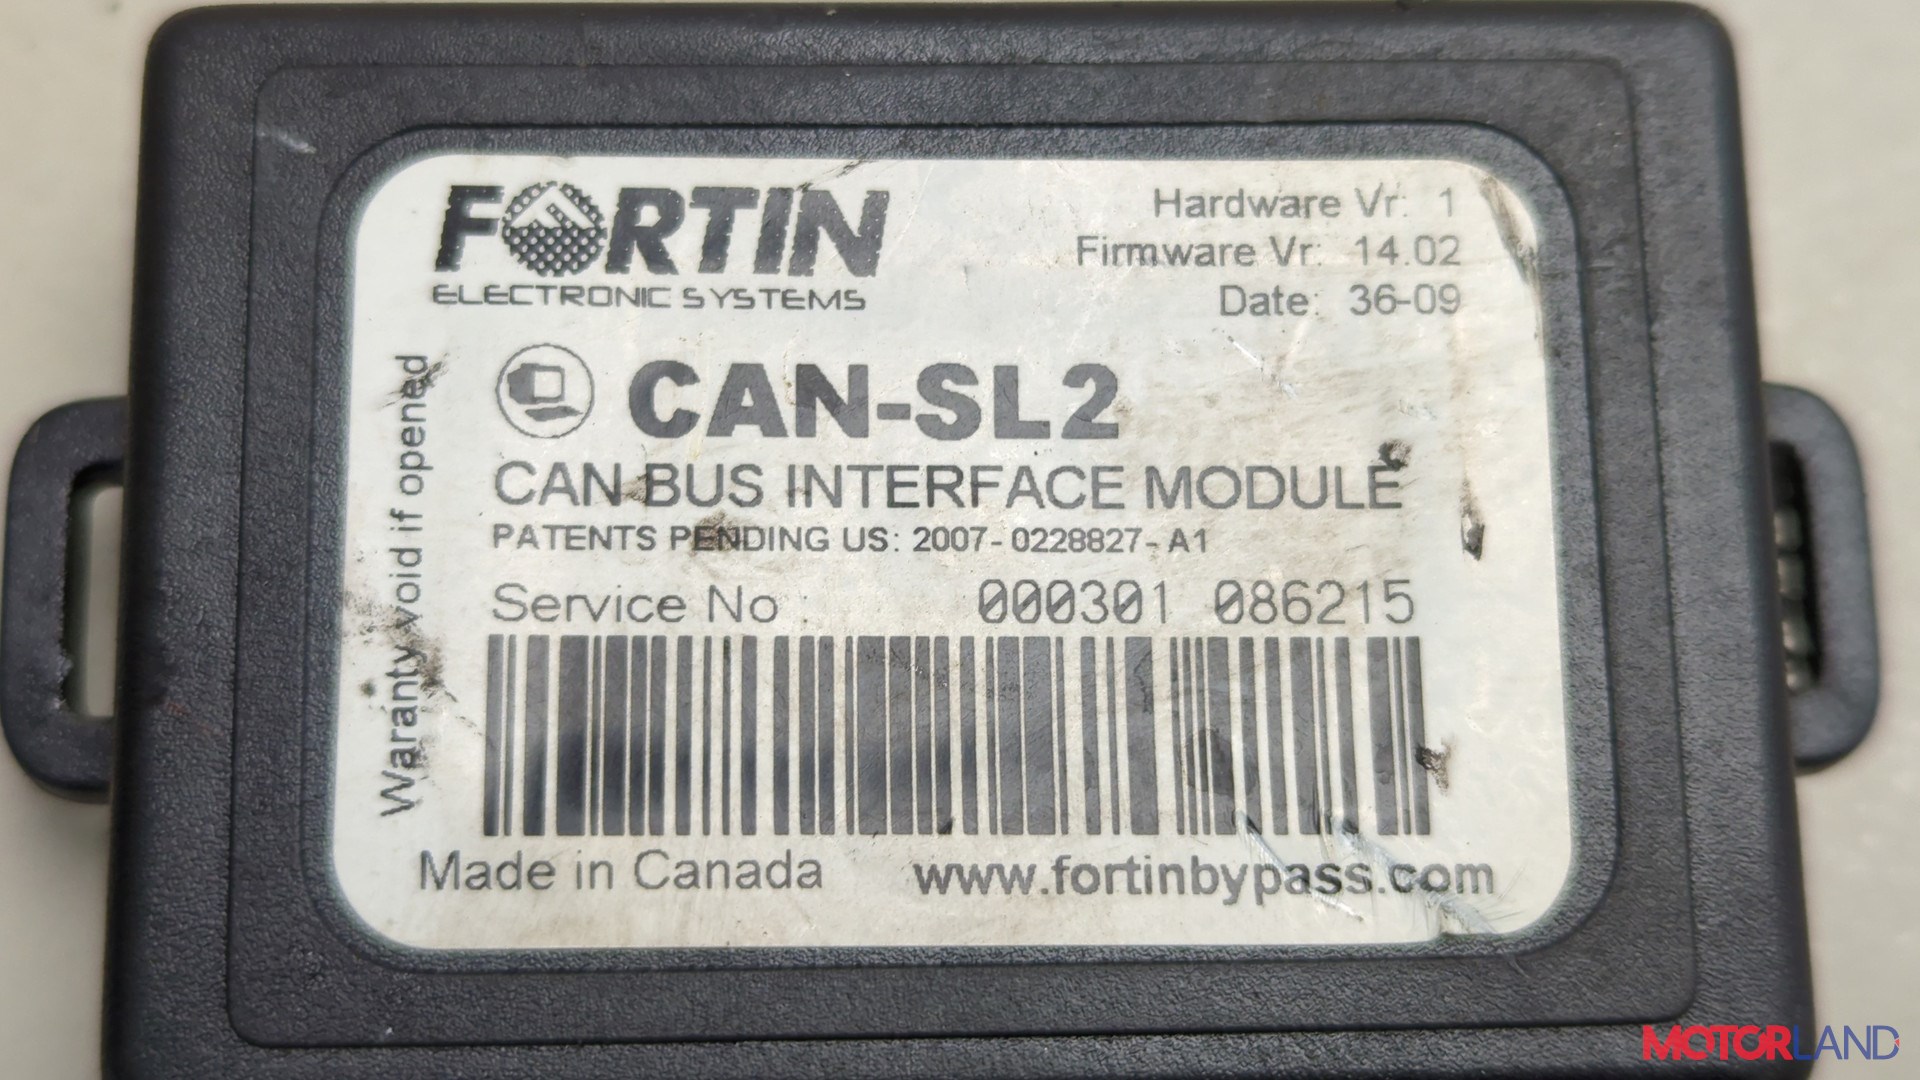 FORTIN
ELECTRONIC SYSTEMS
Hardware Vr: 1
Firmware Vr: 14.02
Date: 36-09
CAN-SL2
CAN BUS INTERFACE MODULE
PATENTS PENDING US: 2007-0228827-A1
Service No 000301 086215
Warranty void if opened
Made in Canada www.fortinbypass.com
MOTORLAND